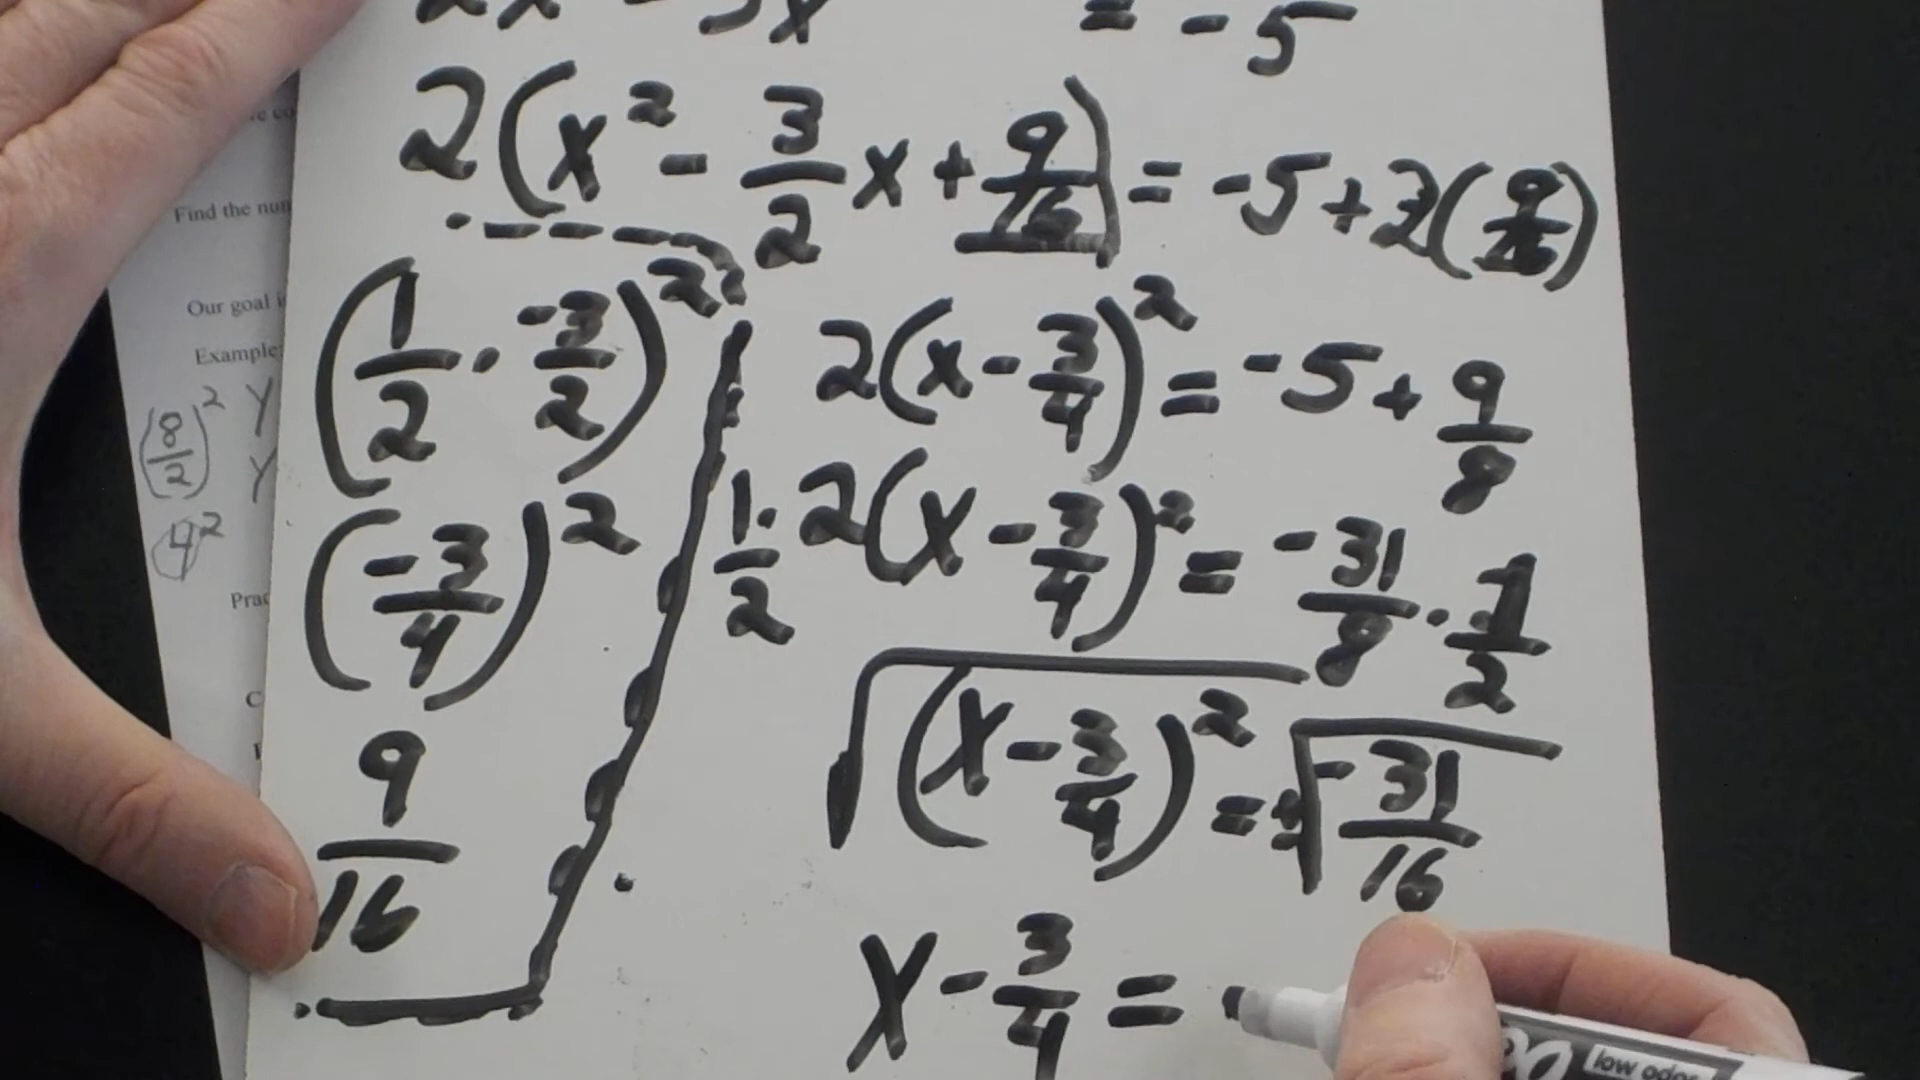 2x² - 3x = -5
2(x² - 3/2 x + 9/16) = -5 + 2(9/16)
(1/2 · -3/2)²
(-3/4)²
9/16
2(x - 3/4)² = -5 + 9/8
1/2 · 2(x - 3/4)² = -31/8 · 1/2
√(x - 3/4)² = ±√-31/16
x - 3/4 =
Find the
Our goal
Example:
(8/2)² Y
4² Y
low odor